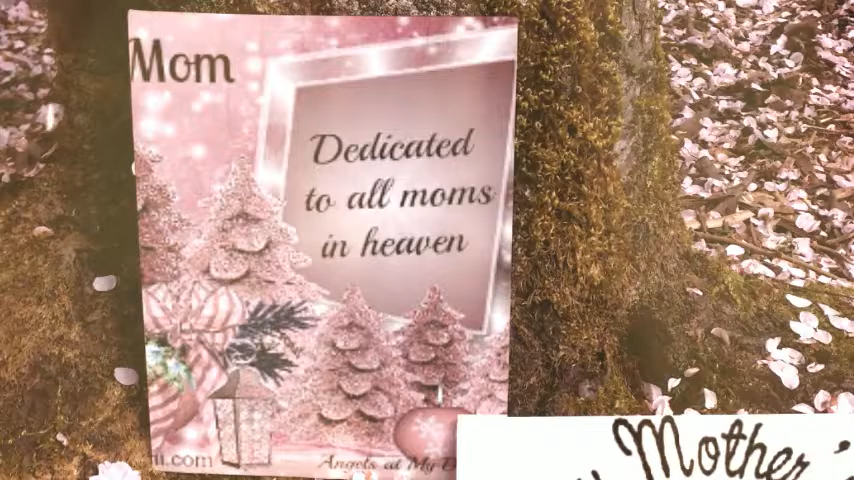 Mom
Dedicated
to all moms
in heaven
Angels at My
Mother's